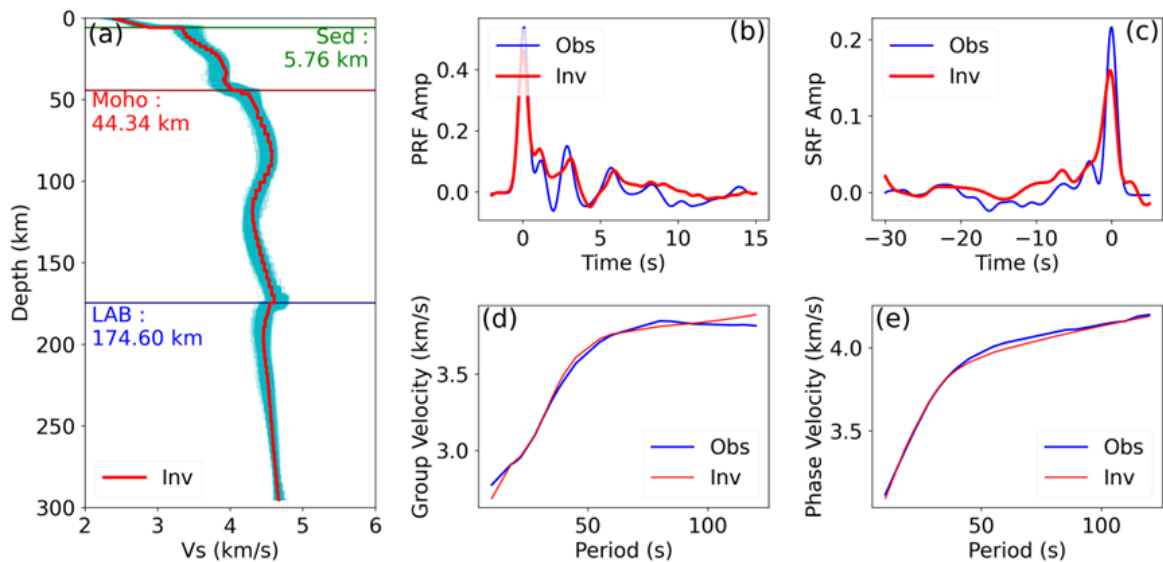 (a)
Sed :
5.76 km
Moho :
44.34 km
LAB :
174.60 km
Inv
0
50
100
150
200
250
300
Depth (km)
2 3 4 5 6
Vs (km/s)
(b)
Obs
Inv
0.4
0.2
0.0
PRF Amp
0 5 10 15
Time (s)
(c)
Obs
Inv
0.2
0.1
0.0
SRF Amp
−30 −20 −10 0
Time (s)
(d)
Obs
Inv
3.5
3.0
Group Velocity (km/s)
50 100
Period (s)
(e)
Obs
Inv
4.0
3.5
Phase Velocity (km/s)
50 100
Period (s)